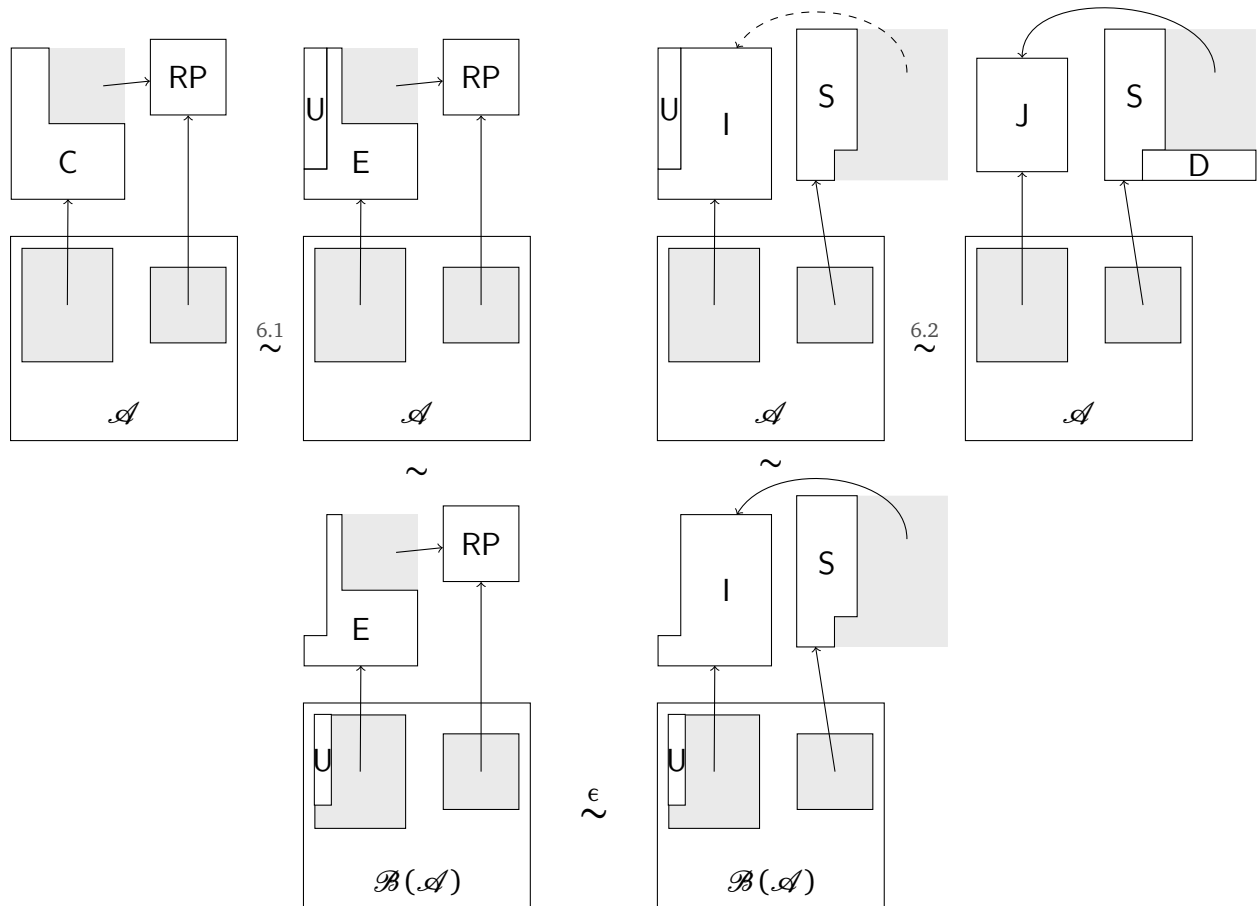 RP RP
U I S S
U J
C E D
6.1 6.2
∼ ∼
𝒜 𝒜 𝒜 𝒜
∼ ∼
RP
S
I
E
U U
ϵ
∼
ℬ(𝒜) ℬ(𝒜)